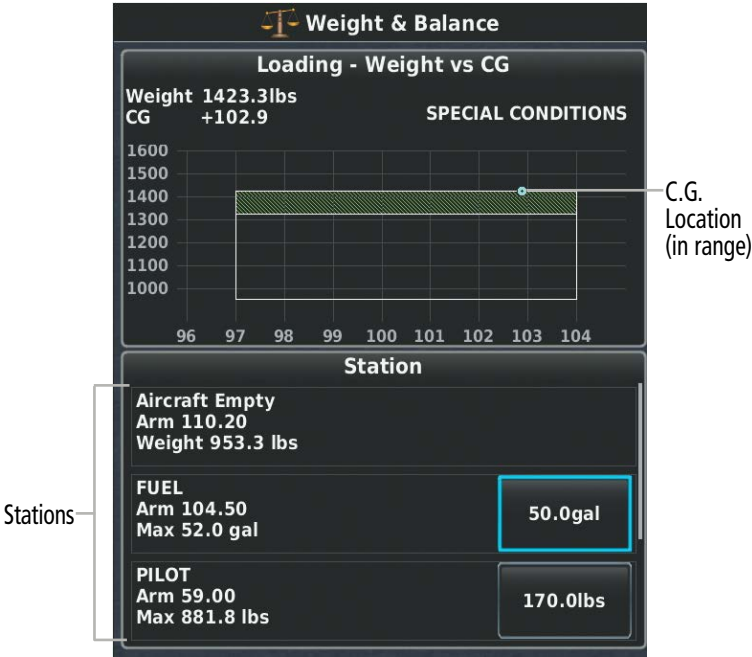 Weight & Balance
Loading - Weight vs CG
Weight 1423.3lbs
CG +102.9
SPECIAL CONDITIONS
1600
1500
1400
1300
1200
1100
1000
96 97 98 99 100 101 102 103 104
C.G.
Location
(in range)
Station
Aircraft Empty
Arm 110.20
Weight 953.3 lbs
FUEL
Arm 104.50
Max 52.0 gal
50.0gal
PILOT
Arm 59.00
Max 881.8 lbs
170.0lbs
Stations